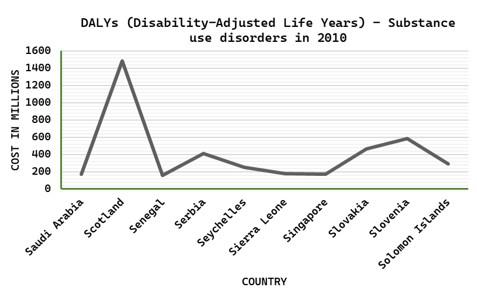 DALYs (Disability-Adjusted Life Years) - Substance
use disorders in 2010
COST IN MILLIONS
1600
1400
1200
1000
800
600
400
200
0
Saudi Arabia
Scotland
Senegal
Serbia
Seychelles
Sierra Leone
Singapore
Slovakia
Slovenia
Solomon Islands
COUNTRY